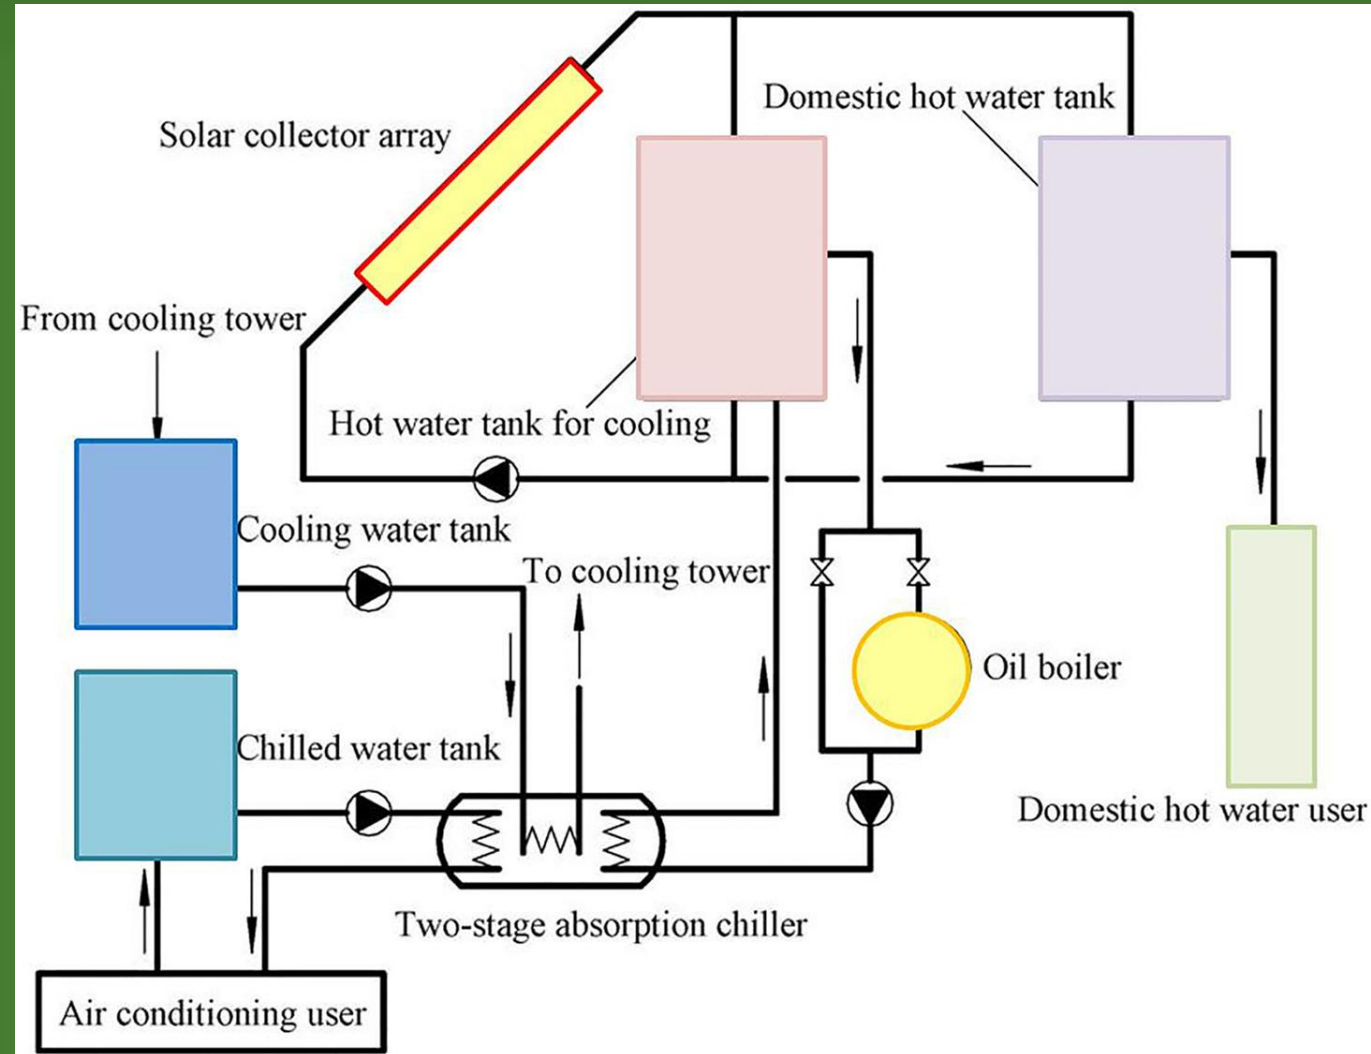 Domestic hot water tank
Solar collector array
From cooling tower
Hot water tank for cooling
Cooling water tank
To cooling tower
Oil boiler
Chilled water tank
Domestic hot water user
Two-stage absorption chiller
Air conditioning user